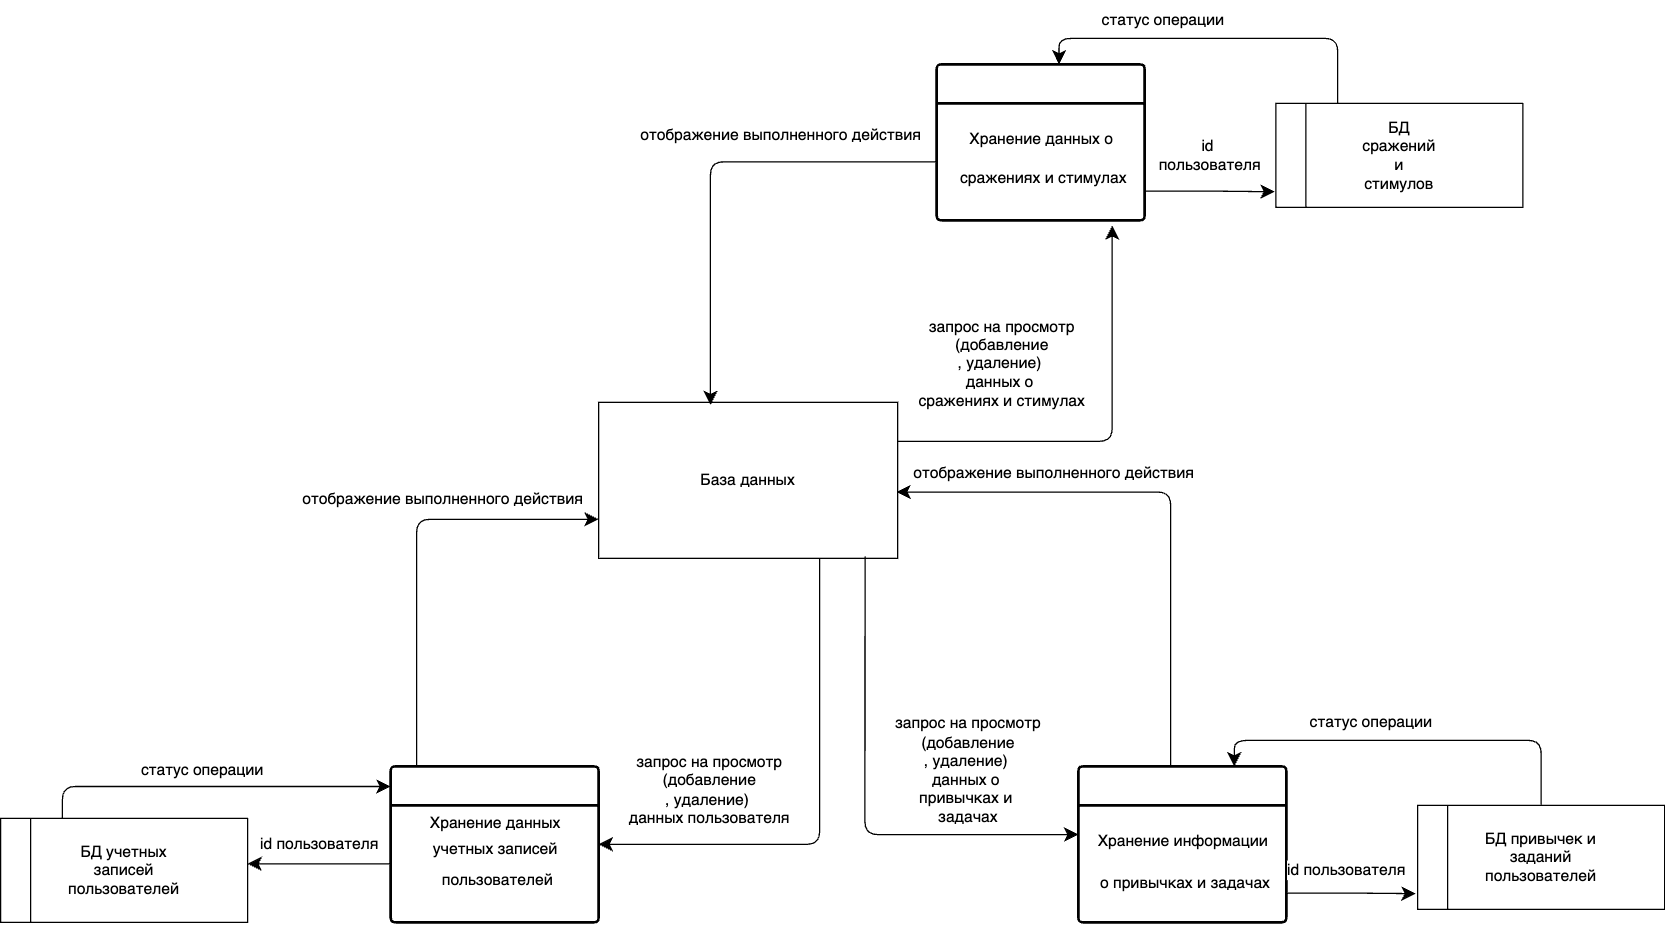 статус операции
отображение выполненного действия
Хранение данных о
сражениях и стимулах
id
пользователя
БД
сражений
и
стимулов
запрос на просмотр
(добавление
, удаление)
данных о
сражениях и стимулах
База данных
отображение выполненного действия
отображение выполненного действия
статус операции
БД учетных
записей
пользователей
id пользователя
Хранение данных
учетных записей
пользователей
запрос на просмотр
(добавление
, удаление)
данных пользователя
запрос на просмотр
(добавление
, удаление)
данных о
привычках и
задачах
статус операции
Хранение информации
о привычках и задачах
id пользователя
БД привычек и
заданий
пользователей